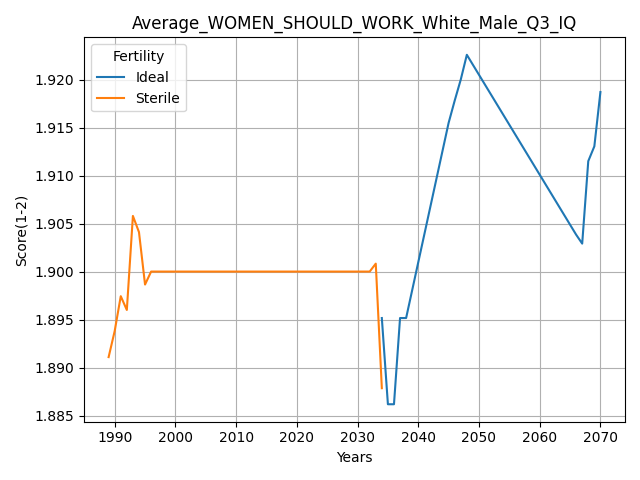 Average_WOMEN_SHOULD_WORK_White_Male_Q3_IQ
Fertility
Ideal
Sterile
Score(1-2)
1.920
1.915
1.910
1.905
1.900
1.895
1.890
1.885
1990 2000 2010 2020 2030 2040 2050 2060 2070
Years